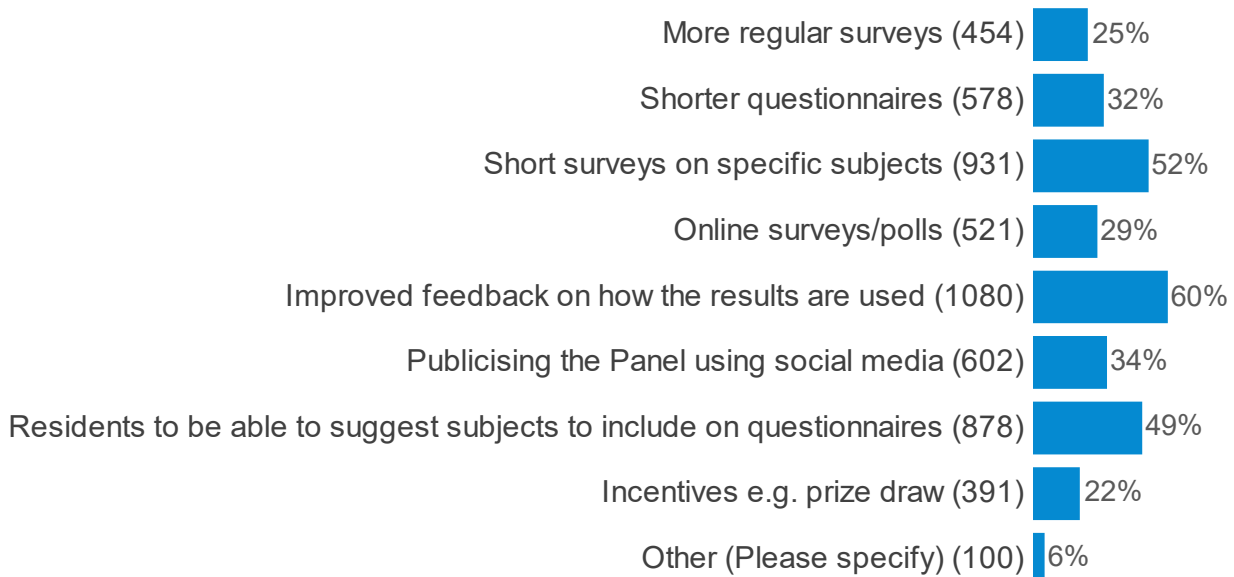 More regular surveys (454) 25%
Shorter questionnaires (578) 32%
Short surveys on specific subjects (931) 52%
Online surveys/polls (521) 29%
Improved feedback on how the results are used (1080) 60%
Publicising the Panel using social media (602) 34%
Residents to be able to suggest subjects to include on questionnaires (878) 49%
Incentives e.g. prize draw (391) 22%
Other (Please specify) (100) 6%